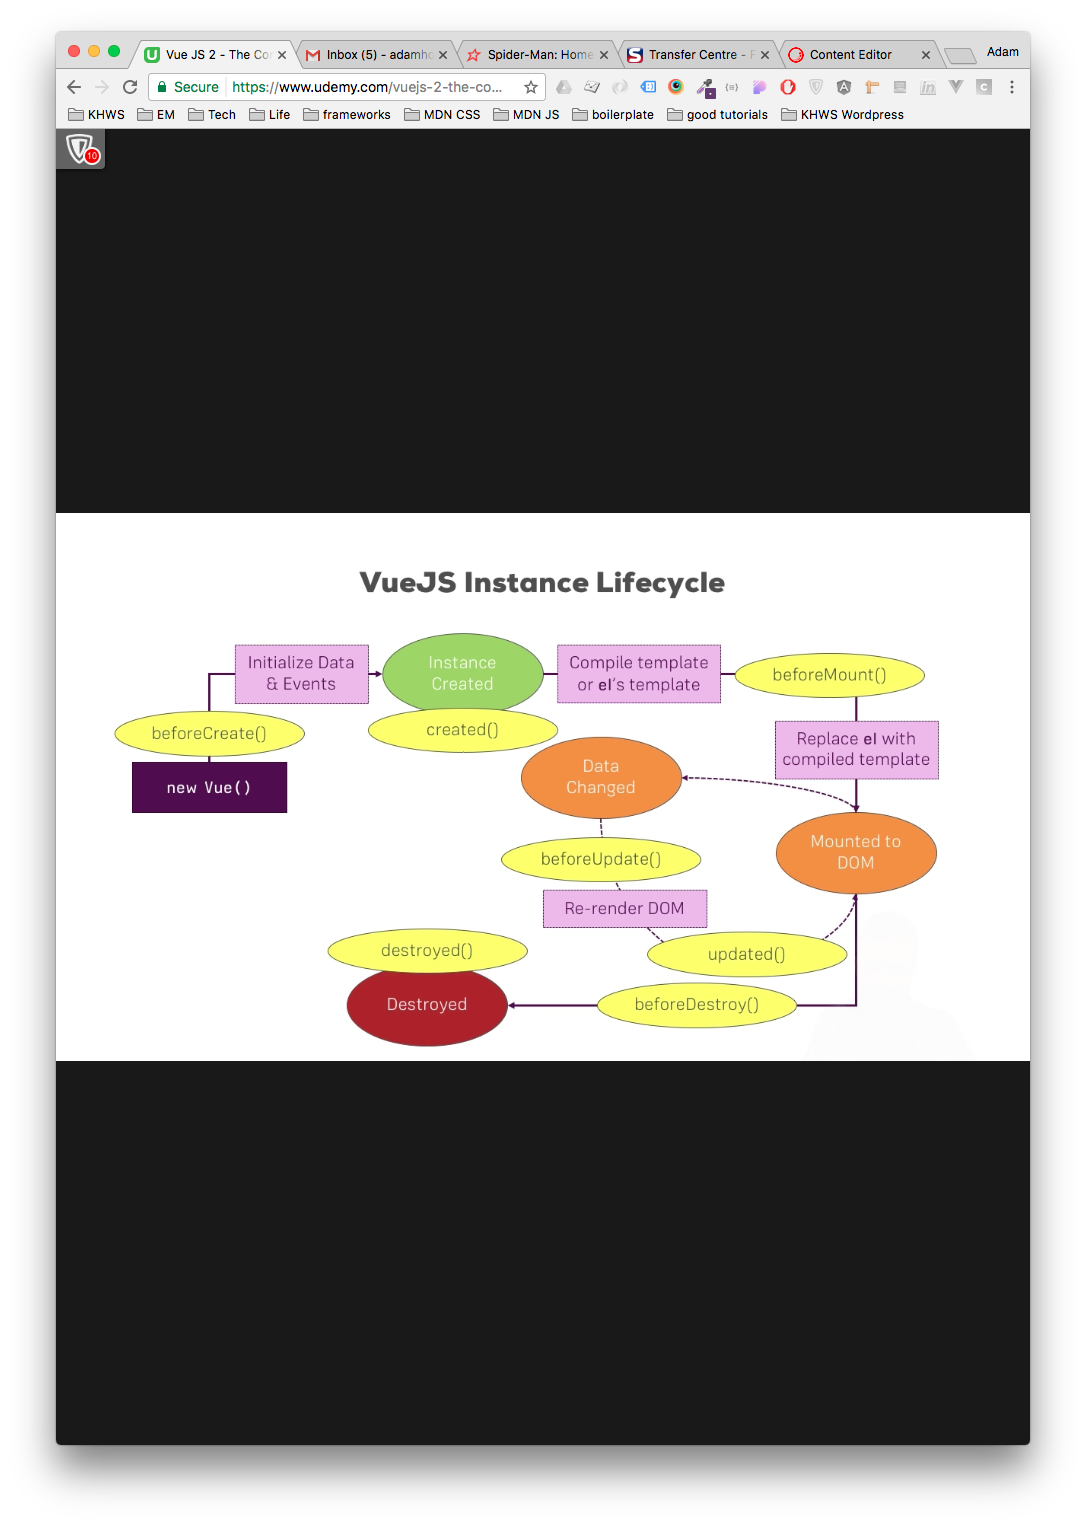 Vue JS 2 - The Co
Inbox (5) - adamho
Spider-Man: Home
Transfer Centre - F
Content Editor
Adam
Secure
https://www.udemy.com/vuejs-2-the-co...
KHWS
EM
Tech
Life
frameworks
MDN CSS
MDN JS
boilerplate
good tutorials
KHWS Wordpress
10
VueJS Instance Lifecycle
Initialize Data
& Events
Instance
Created
Compile template
or el's template
beforeMount()
beforeCreate()
created()
Replace el with
compiled template
new Vue()
Data
Changed
Mounted to
DOM
beforeUpdate()
Re-render DOM
updated()
destroyed()
Destroyed
beforeDestroy()